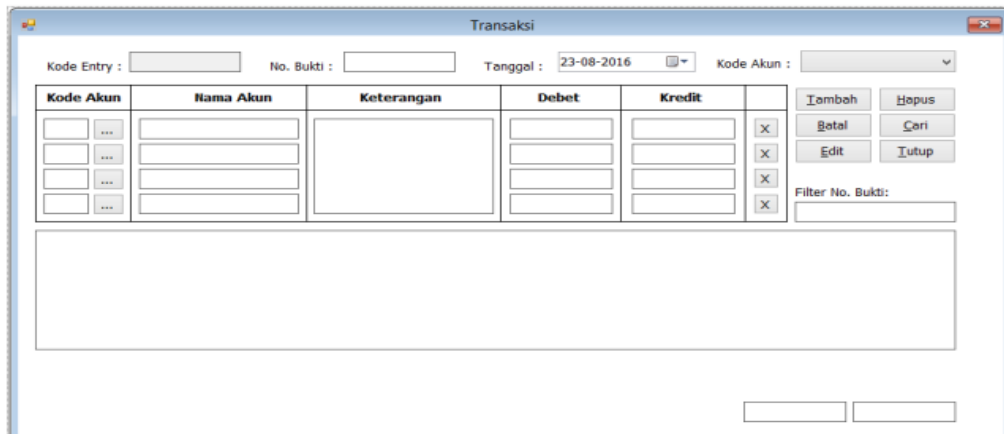 Transaksi
Kode Entry : No. Bukti : Tanggal : 23-08-2016 Kode Akun :
Kode Akun Nama Akun Keterangan Debet Kredit Tambah Hapus
... X Batal Cari
... X Edit Tutup
... X
Filter No. Bukti:
... X